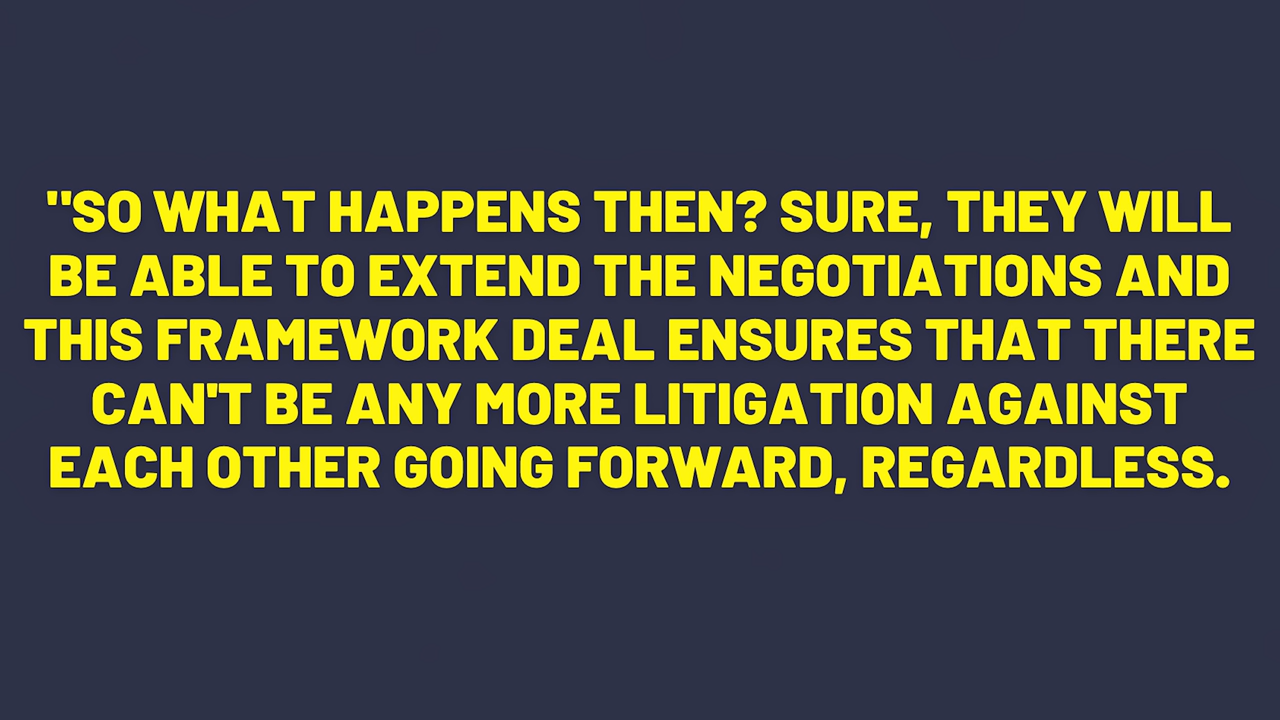 "SO WHAT HAPPENS THEN? SURE, THEY WILL
BE ABLE TO EXTEND THE NEGOTIATIONS AND
THIS FRAMEWORK DEAL ENSURES THAT THERE
CAN'T BE ANY MORE LITIGATION AGAINST
EACH OTHER GOING FORWARD, REGARDLESS.